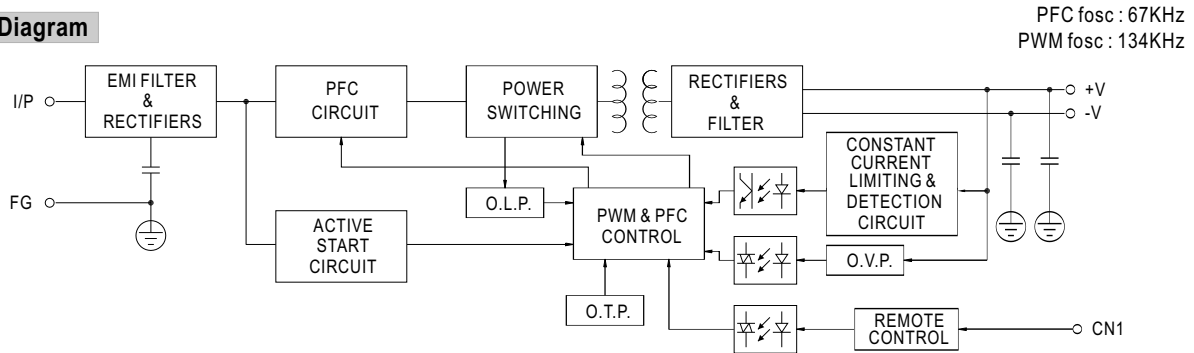 Diagram
PFC fosc : 67KHz
PWM fosc : 134KHz
I/P
EMI FILTER
&
RECTIFIERS
PFC
CIRCUIT
POWER
SWITCHING
RECTIFIERS
&
FILTER
+V
-V
FG
ACTIVE
START
CIRCUIT
O.L.P.
PWM & PFC
CONTROL
O.T.P.
CONSTANT
CURRENT
LIMITING &
DETECTION
CIRCUIT
O.V.P.
REMOTE
CONTROL
CN1